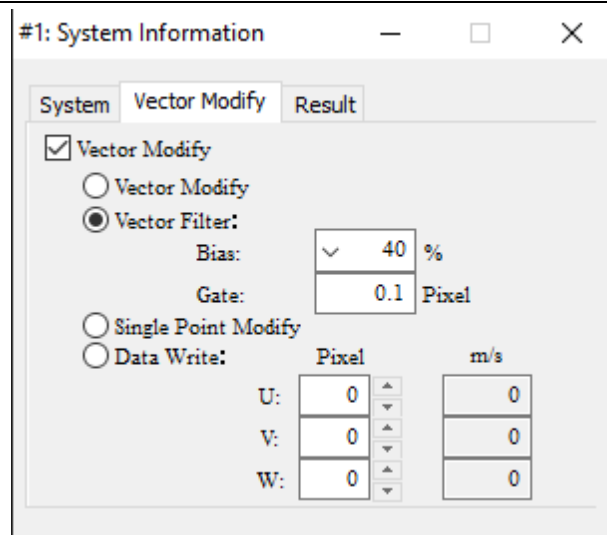 #1: System Information
System Vector Modify Result
Vector Modify
Vector Modify
Vector Filter:
Bias: 40 %
Gate: 0.1 Pixel
Single Point Modify
Data Write: Pixel m/s
U: 0 0
V: 0 0
W: 0 0